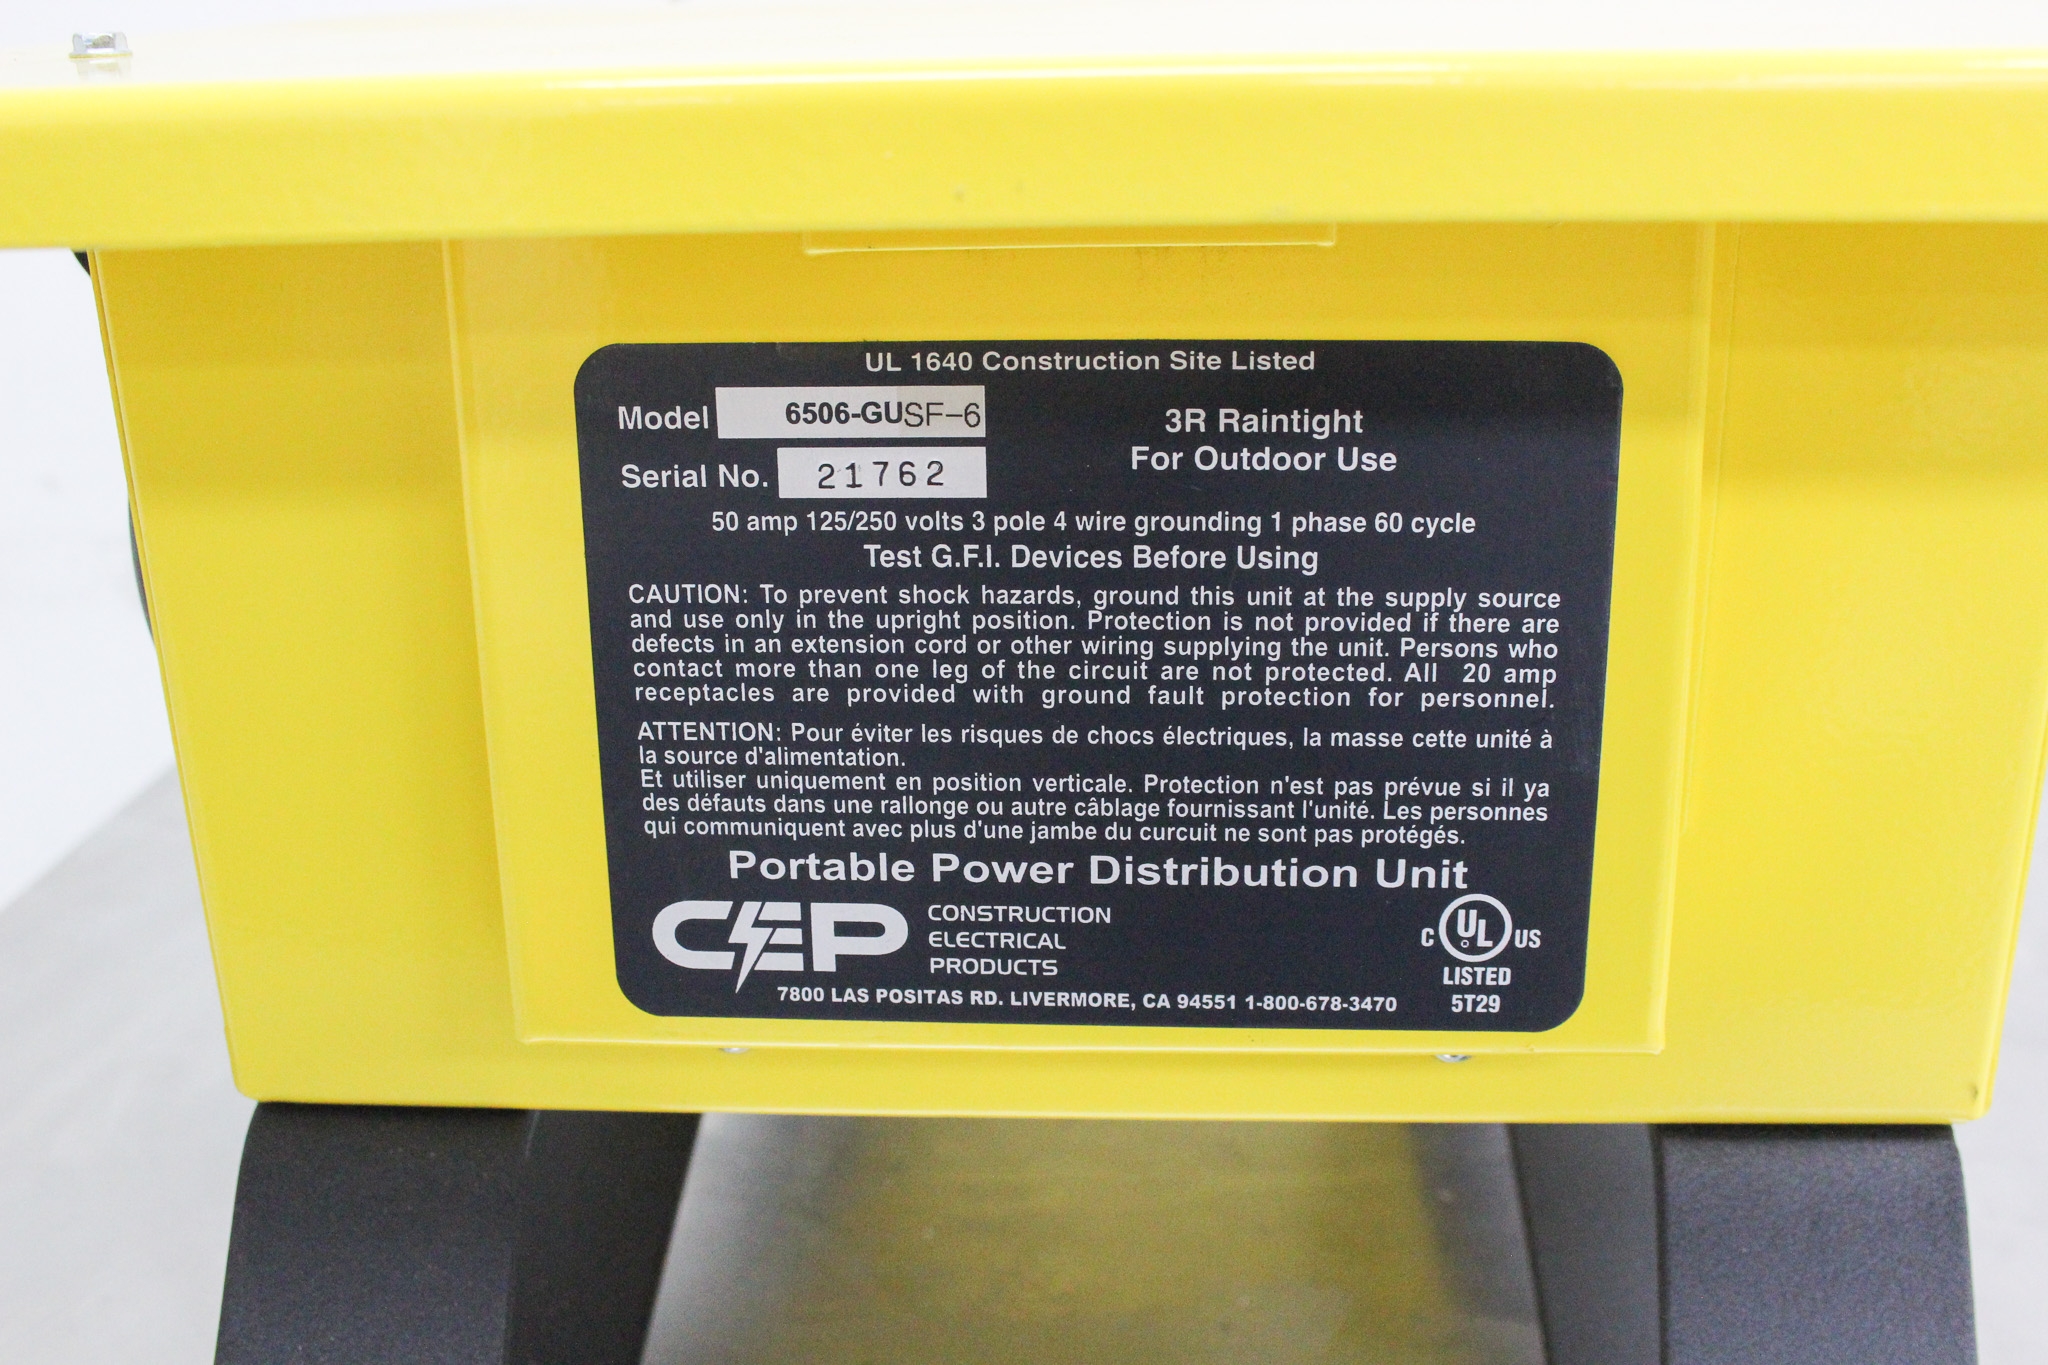 UL 1640 Construction Site Listed
Model 6506-GUSF-6
3R Raintight
For Outdoor Use
Serial No. 21762
50 amp 125/250 volts 3 pole 4 wire grounding 1 phase 60 cycle
Test G.F.I. Devices Before Using
CAUTION: To prevent shock hazards, ground this unit at the supply source
and use only in the upright position. Protection is not provided if there are
defects in an extension cord or other wiring supplying the unit. Persons who
contact more than one leg of the circuit are not protected. All 20 amp
receptacles are provided with ground fault protection for personnel.
ATTENTION: Pour éviter les risques de chocs électriques, la masse cette unité à
la source d'alimentation.
Et utiliser uniquement en position verticale. Protection n'est pas prévue si il ya
des défauts dans une rallonge ou autre câblage fournissant l'unité. Les personnes
qui communiquent avec plus d'une jambe du curcuit ne sont pas protégés.
Portable Power Distribution Unit
CEP
CONSTRUCTION
ELECTRICAL
PRODUCTS
7800 LAS POSITAS RD. LIVERMORE, CA 94551 1-800-678-3470
C UL US
LISTED
5T29